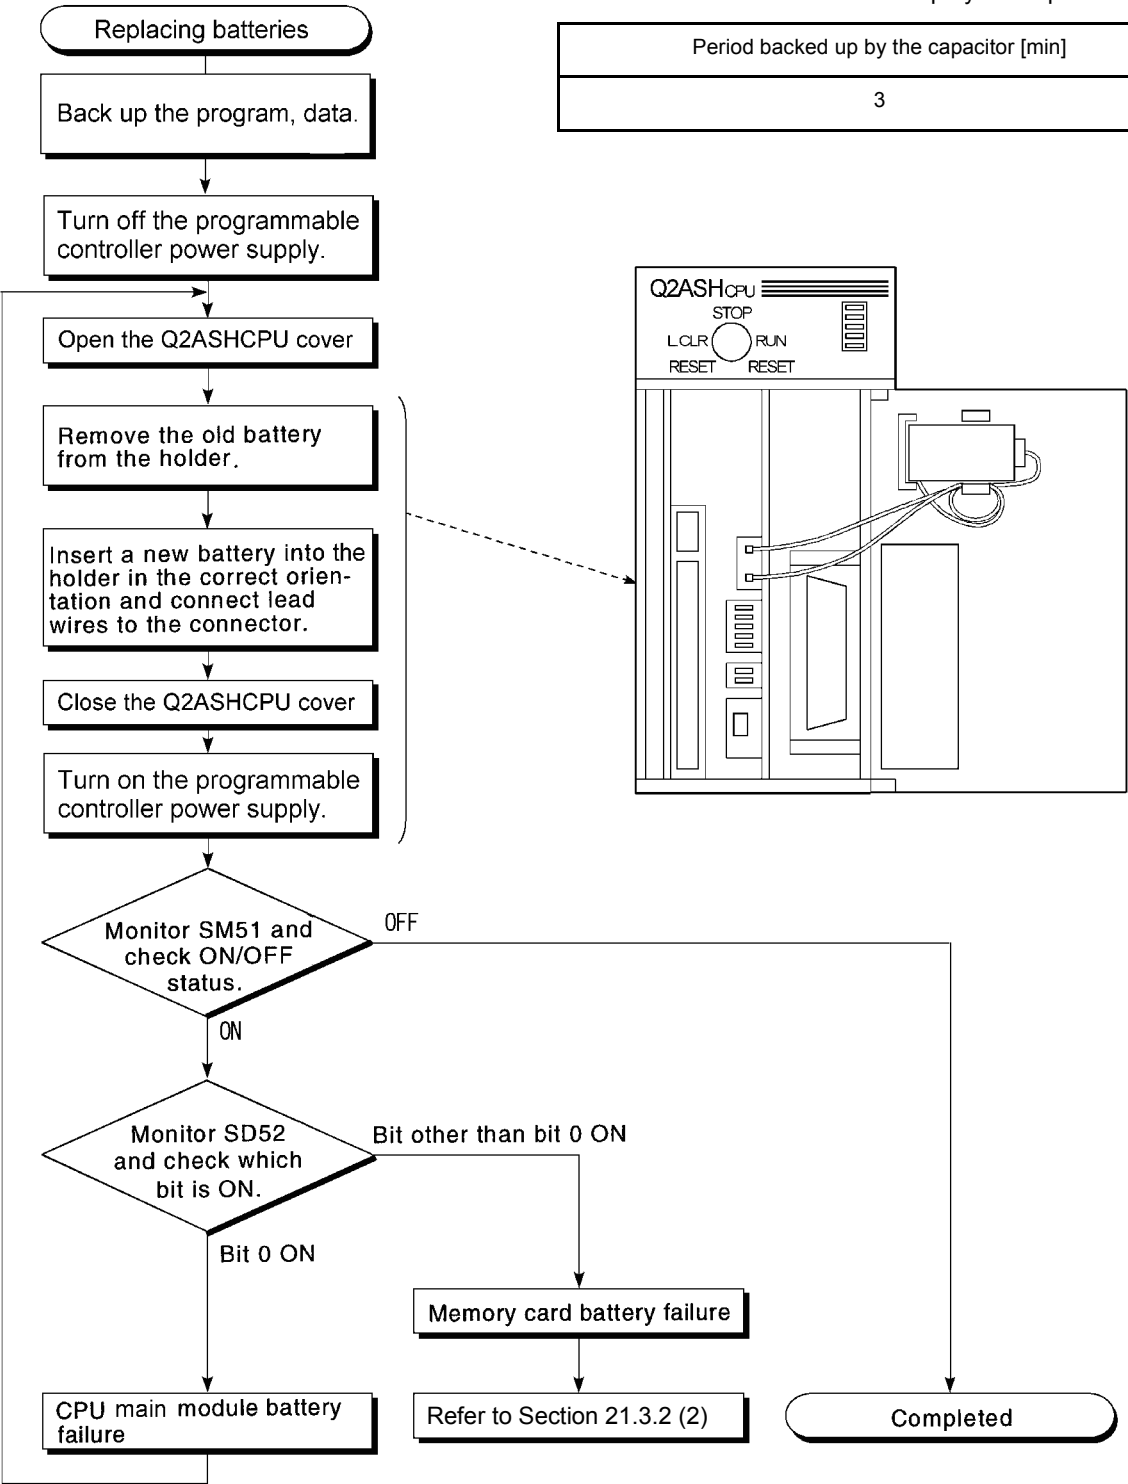 Replacing batteries
Period backed up by the capacitor [min]
3
Back up the program, data.
Turn off the programmable
controller power supply.
Open the Q2ASHCPU cover
Remove the old battery
from the holder.
Insert a new battery into the
holder in the correct orien-
tation and connect lead
wires to the connector.
Close the Q2ASHCPU cover
Turn on the programmable
controller power supply.
Q2ASHCPU
STOP
L.CLR RUN
RESET RESET
Monitor SM51 and
check ON/OFF
status.
OFF
ON
Monitor SD52
and check which
bit is ON.
Bit other than bit 0 ON
Bit 0 ON
Memory card battery failure
CPU main module battery
failure
Refer to Section 21.3.2 (2)
Completed